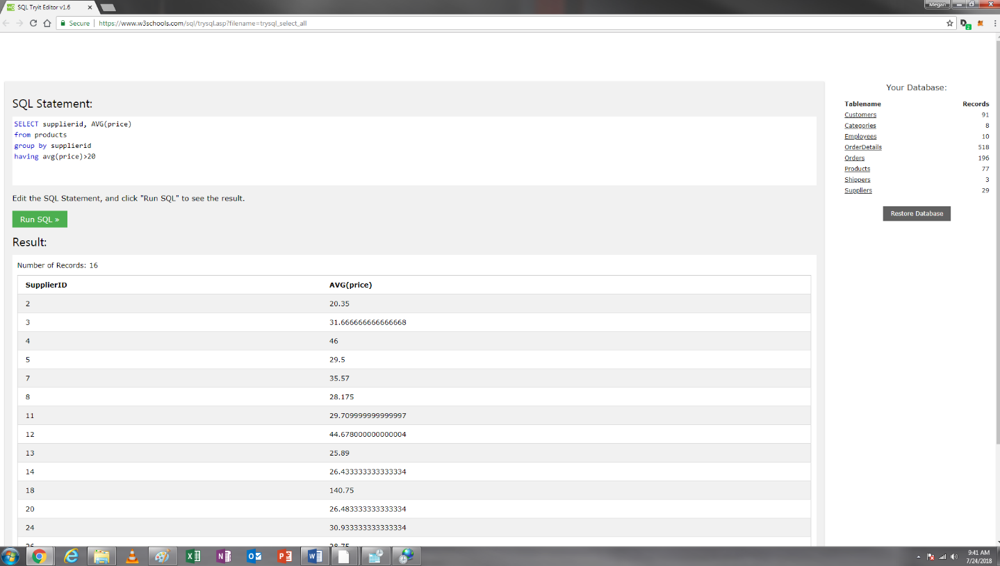 SQL Tryit Editor v1.6
Megan
Secure
https://www.w3schools.com/sql/trysql.asp?filename=trysql_select_all
2
SQL Statement:
SELECT supplierid, AVG(price)
from products
group by supplierid
having avg(price)>20
Edit the SQL Statement, and click "Run SQL" to see the result.
Run SQL »
Result:
Number of Records: 16
SupplierID AVG(price)
2 20.35
3 31.666666666666668
4 46
5 29.5
7 35.57
8 28.175
11 29.709999999999997
12 44.678000000000004
13 25.89
14 26.433333333333334
18 140.75
20 26.483333333333334
24 30.933333333333334
Your Database:
Tablename Records
Customers 91
Categories 8
Employees 10
OrderDetails 518
Orders 196
Products 77
Shippers 3
Suppliers 29
Restore Database
9:41 AM
7/24/2018